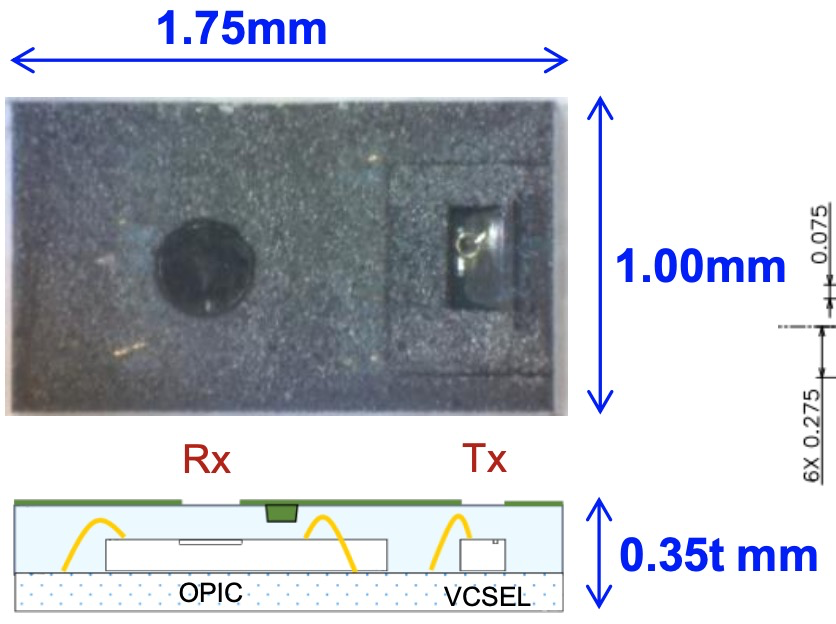 1.75mm
1.00mm
0.075
6X 0.275
Rx
Tx
0.35t mm
OPIC
VCSEL